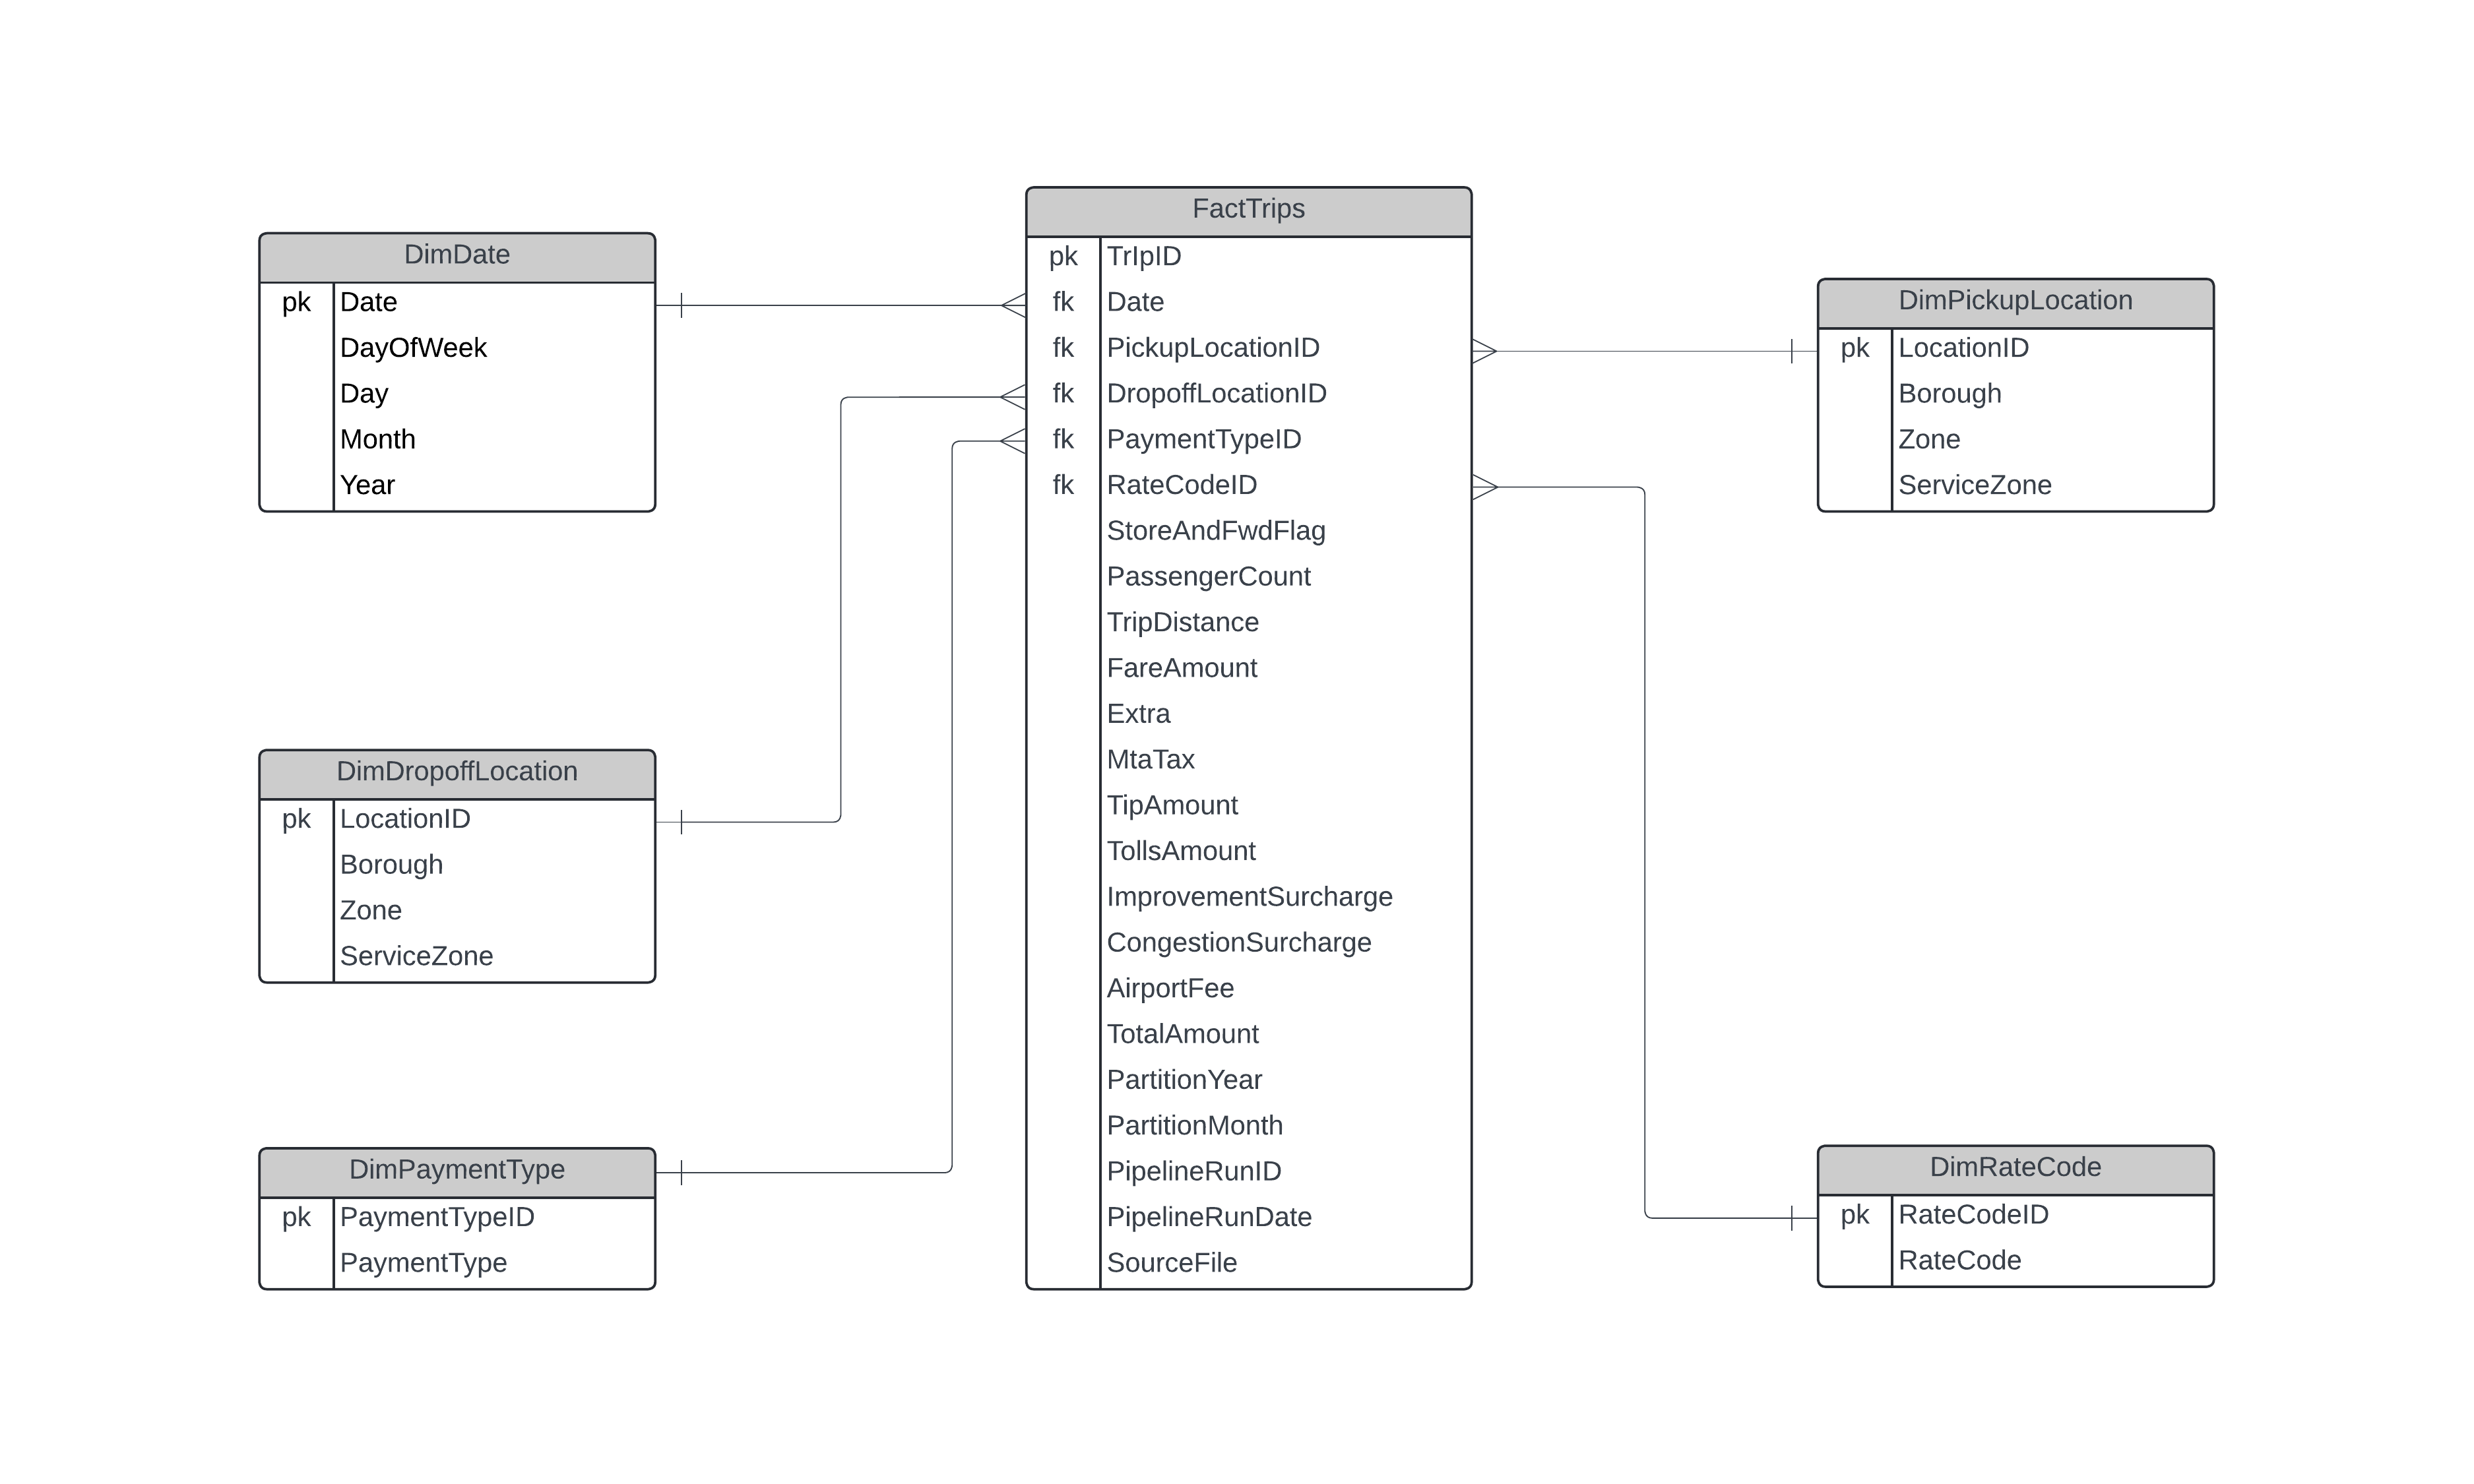 FactTrips
pk TrIpID
fk Date
fk PickupLocationID
fk DropoffLocationID
fk PaymentTypeID
fk RateCodeID
StoreAndFwdFlag
PassengerCount
TripDistance
FareAmount
Extra
MtaTax
TipAmount
TollsAmount
ImprovementSurcharge
CongestionSurcharge
AirportFee
TotalAmount
PartitionYear
PartitionMonth
PipelineRunID
PipelineRunDate
SourceFile
DimDate
pk Date
DayOfWeek
Day
Month
Year
DimDropoffLocation
pk LocationID
Borough
Zone
ServiceZone
DimPaymentType
pk PaymentTypeID
PaymentType
DimPickupLocation
pk LocationID
Borough
Zone
ServiceZone
DimRateCode
pk RateCodeID
RateCode